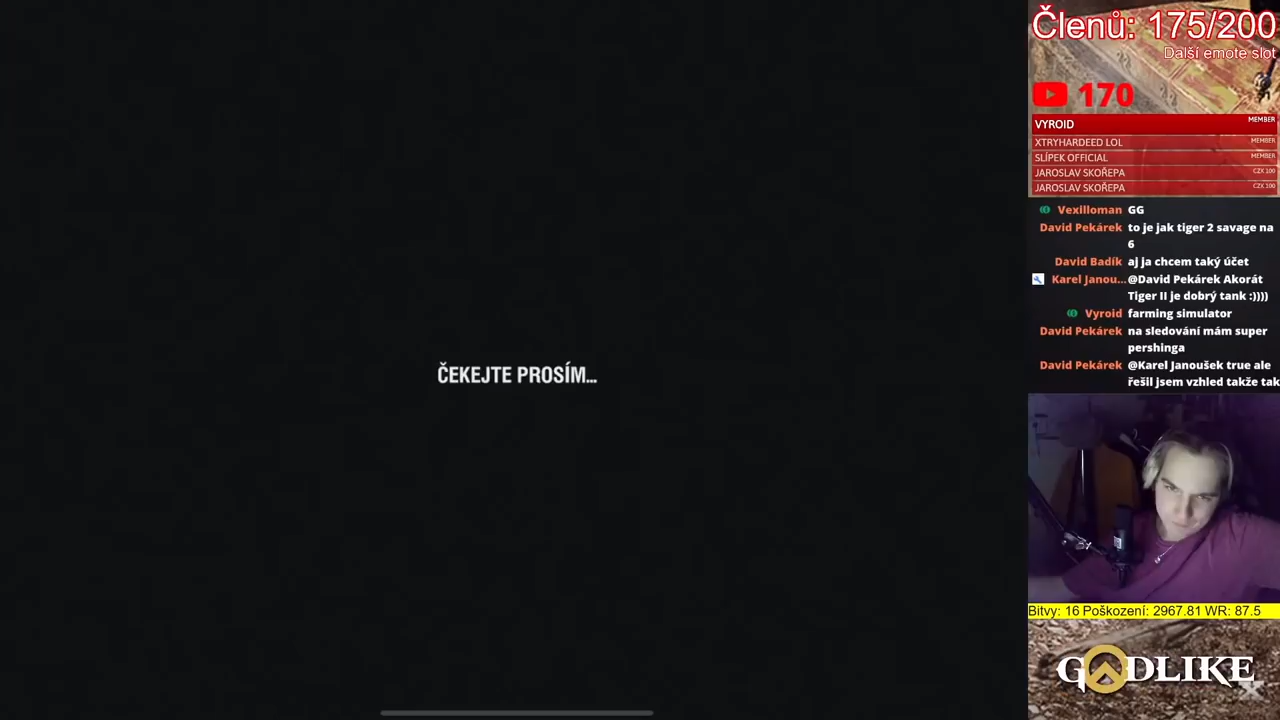 ČEKEJTE PROSÍM...
Členů: 175/200
Další emote slot
170
VYROID MEMBER
XTRYHARDEED LOL MEMBER
SLÍPEK OFFICIAL MEMBER
JAROSLAV SKOŘEPA CZK 100
JAROSLAV SKOŘEPA CZK 100
Vexilloman GG
David Pekárek to je jak tiger 2 savage na
6
David Badík aj ja chcem taký účet
Karel Janou... @David Pekárek Akorát
Tiger II je dobrý tank :))))
Vyroid farming simulator
David Pekárek na sledování mám super
pershinga
David Pekárek @Karel Janoušek true ale
řešil jsem vzhled takže tak
Bitvy: 16 Poškození: 2967.81 WR: 87.5
GODLIKE